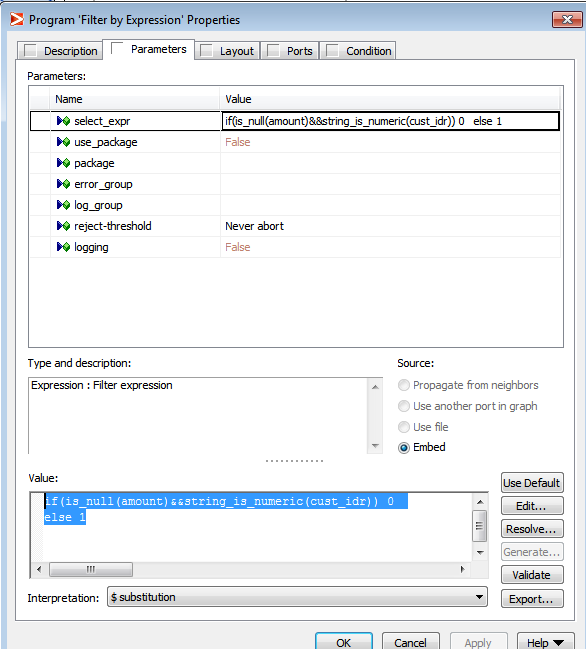 Program 'Filter by Expression' Properties
Description Parameters Layout Ports Condition
Parameters:
Name Value
select_expr if(is_null(amount)&&string_is_numeric(cust_idr)) 0 else 1
use_package False
package
error_group
log_group
reject-threshold Never abort
logging False
Type and description: Source:
Expression : Filter expression Propagate from neighbors
Use another port in graph
Use file
Embed
Value: Use Default
if(is_null(amount)&&string_is_numeric(cust_idr)) 0 Edit...
else 1 Resolve...
Generate...
Validate
Interpretation: $ substitution Export...
OK Cancel Apply Help